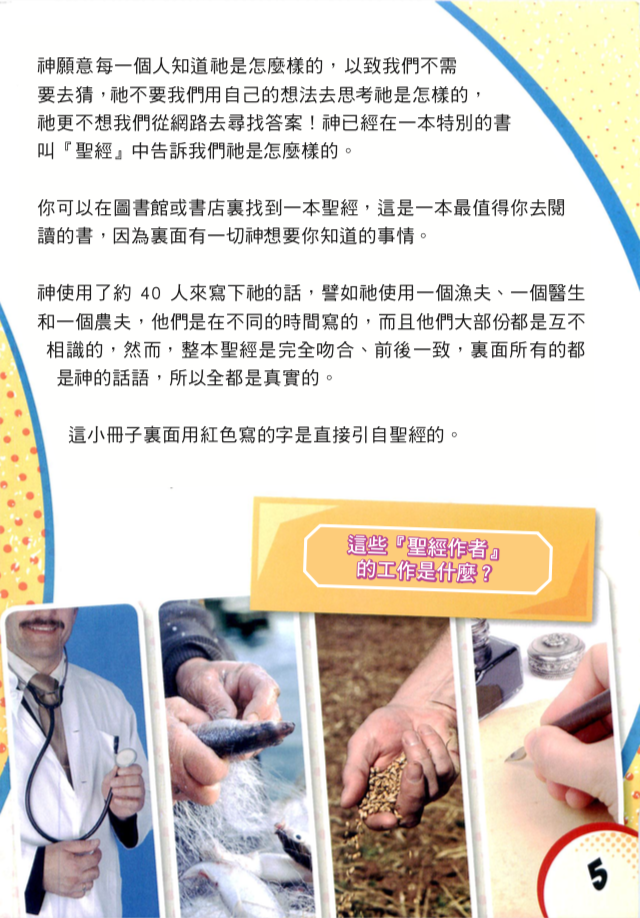 神願意每一個人知道祂是怎麼樣的，以致我們不需
要去猜，祂不要我們用自己的想法去思考祂是怎樣的，
祂更不想我們從網路去尋找答案！神已經在一本特別的書
叫『聖經』中告訴我們祂是怎麼樣的。
你可以在圖書館或書店裏找到一本聖經，這是一本最值得你去閱
讀的書，因為裏面有一切神想要你知道的事情。
神使用了約 40 人來寫下祂的話，譬如祂使用一個漁夫、一個醫生
和一個農夫，他們是在不同的時間寫的，而且他們大部份都是互不
相識的，然而，整本聖經是完全吻合、前後一致，裏面所有的都
是神的話語，所以全都是真實的。
這小冊子裏面用紅色寫的字是直接引自聖經的。
這些『聖經作者』
的工作是什麼？
5